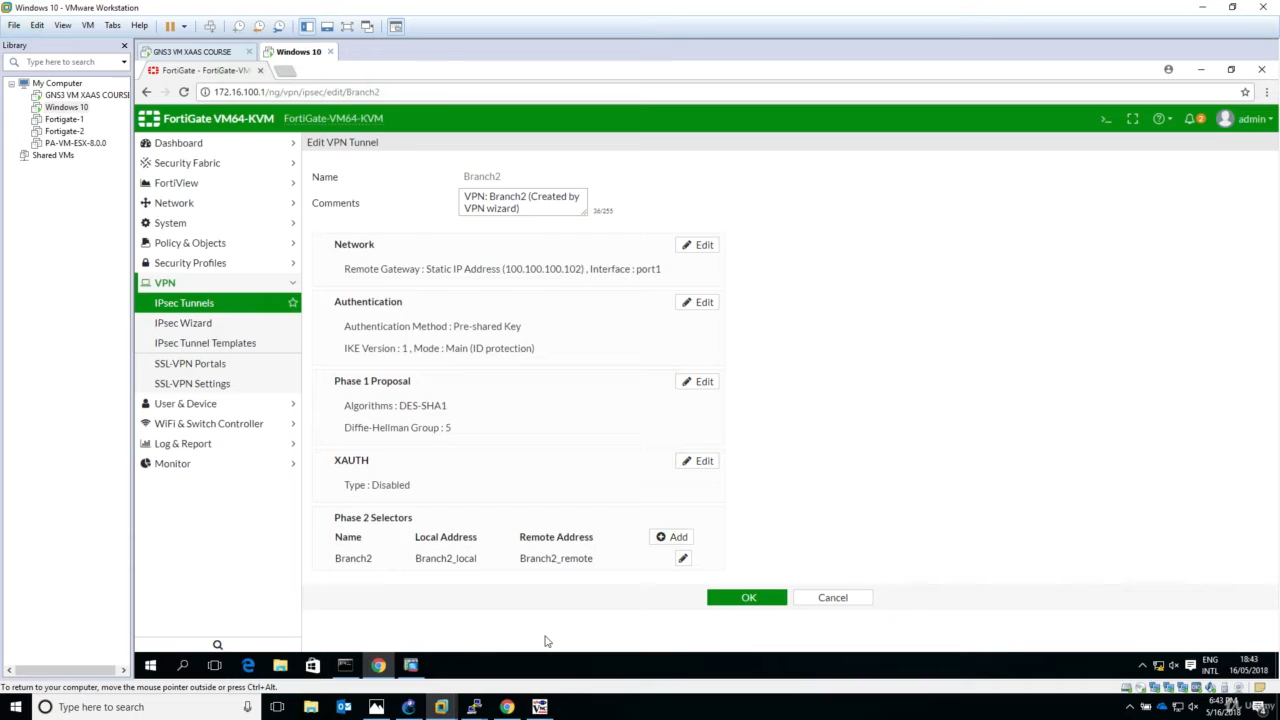 Windows 10 - VMware Workstation
File Edit View VM Tabs Help
Library
Type here to search
My Computer
GNS3 VM XAAS COURSE
Windows 10
Fortigate-1
Fortigate-2
PA-VM-ESX-8.0.0
Shared VMs
GNS3 VM XAAS COURSE
Windows 10
FortiGate - FortiGate-VM
172.16.100.1/ng/vpn/ipsec/edit/Branch2
FortiGate VM64-KVM FortiGate-VM64-KVM
2
admin
Dashboard
Security Fabric
FortiView
Network
System
Policy & Objects
Security Profiles
VPN
IPsec Tunnels
IPsec Wizard
IPsec Tunnel Templates
SSL-VPN Portals
SSL-VPN Settings
User & Device
WiFi & Switch Controller
Log & Report
Monitor
Edit VPN Tunnel
Name Branch2
Comments
VPN: Branch2 (Created by
VPN wizard)
36/255
Network Edit
Remote Gateway : Static IP Address (100.100.100.102) , Interface : port1
Authentication Edit
Authentication Method : Pre-shared Key
IKE Version : 1 , Mode : Main (ID protection)
Phase 1 Proposal Edit
Algorithms : DES-SHA1
Diffie-Hellman Group : 5
XAUTH Edit
Type : Disabled
Phase 2 Selectors
Name Local Address Remote Address Add
Branch2 Branch2_local Branch2_remote
OK Cancel
ENG
INTL
18:43
16/05/2018
To return to your computer, move the mouse pointer outside or press Ctrl+Alt.
Type here to search
6:43 PM
5/16/2018
Udemy